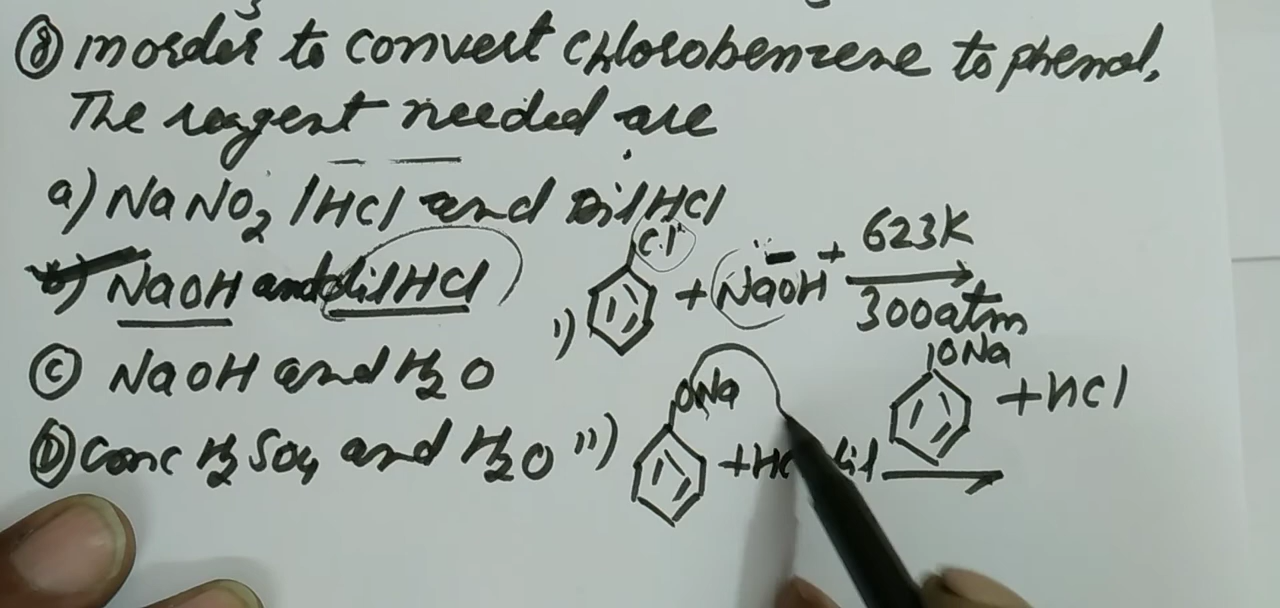 ⑧ inorder to convert chlorobenzene to phenol,
The reagent needed are
a) NaNO2 / HCl and Dil HCl
b) NaOH and dil HCl
Ⓒ NaOH and H2O
Ⓓ Conc H2SO4 and H2O
i) Cl + NaOH 623K 300atm
ONa + HCl
ii) ONa dil